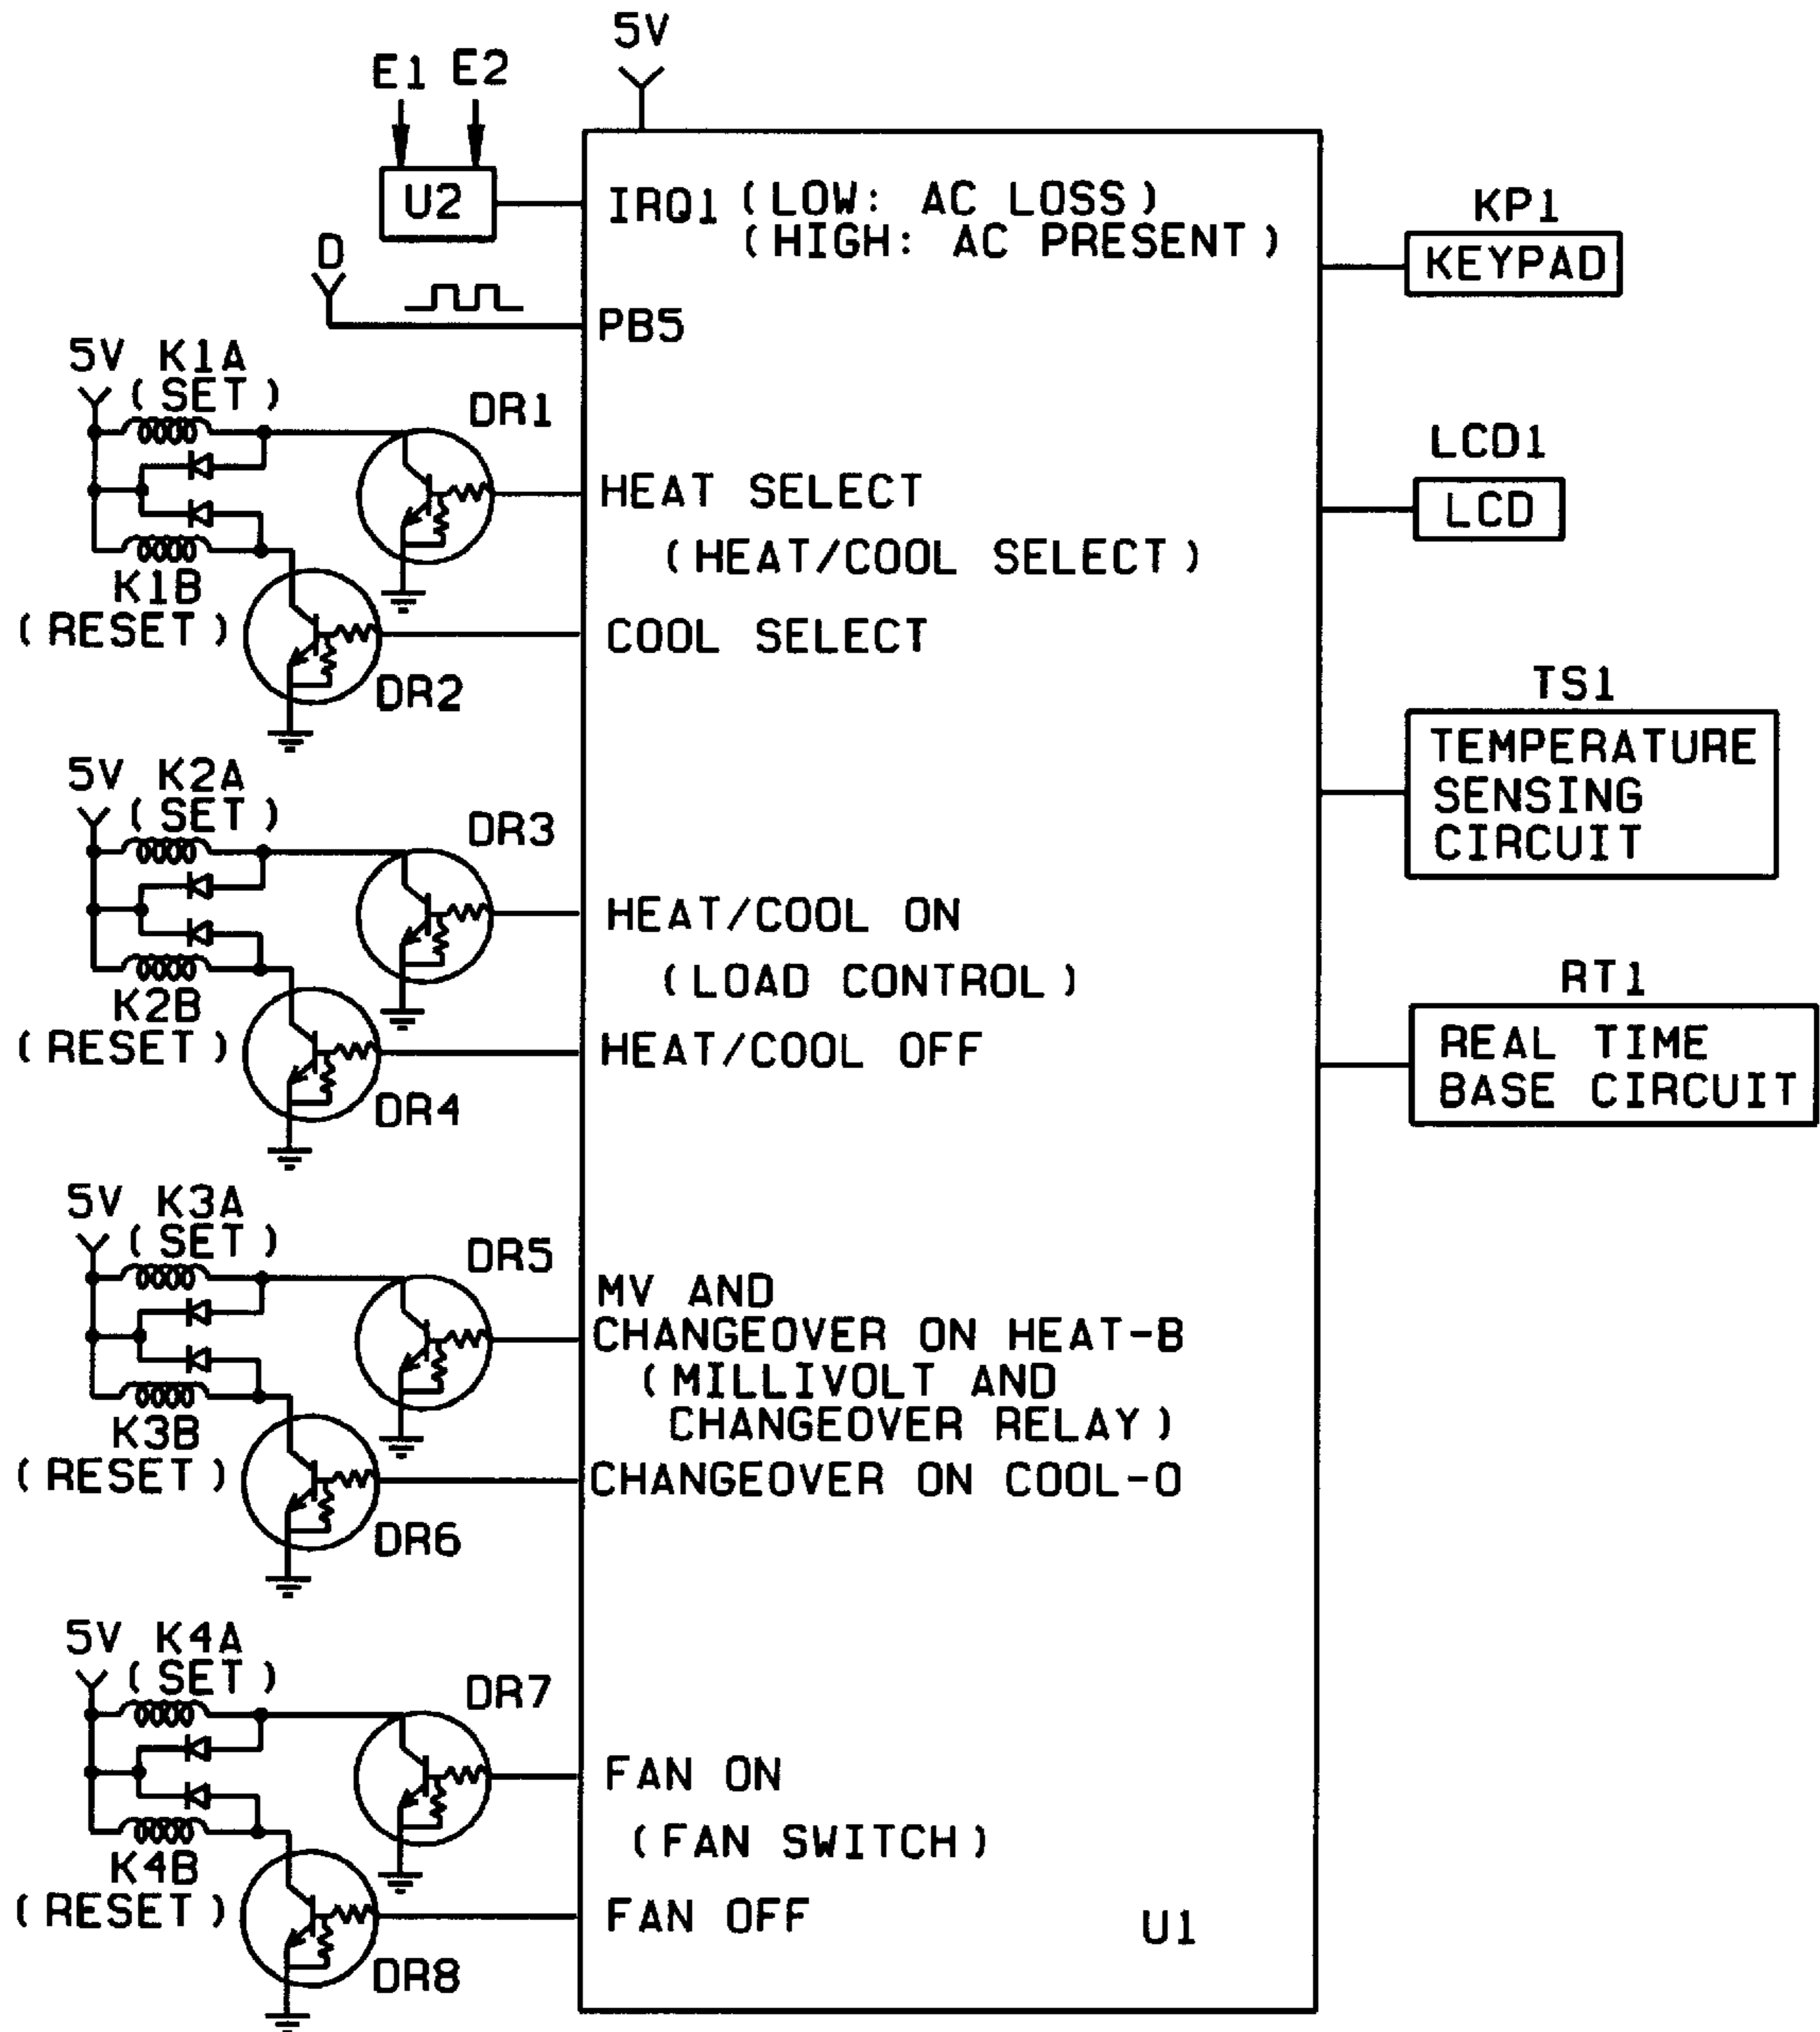 5V
E1 E2
U2
IRQ1 (LOW: AC LOSS)
(HIGH: AC PRESENT)
D
PB5
5V K1A
(SET)
DR1
HEAT SELECT
(HEAT/COOL SELECT)
K1B
(RESET)
COOL SELECT
DR2
5V K2A
(SET)
DR3
HEAT/COOL ON
(LOAD CONTROL)
K2B
(RESET)
HEAT/COOL OFF
DR4
5V K3A
(SET)
DR5
MV AND
CHANGEOVER ON HEAT-B
(MILLIVOLT AND
CHANGEOVER RELAY)
K3B
(RESET)
CHANGEOVER ON COOL-O
DR6
5V K4A
(SET)
DR7
FAN ON
(FAN SWITCH)
K4B
(RESET)
FAN OFF
DR8
U1
KP1
KEYPAD
LCD1
LCD
TS1
TEMPERATURE
SENSING
CIRCUIT
RT1
REAL TIME
BASE CIRCUIT